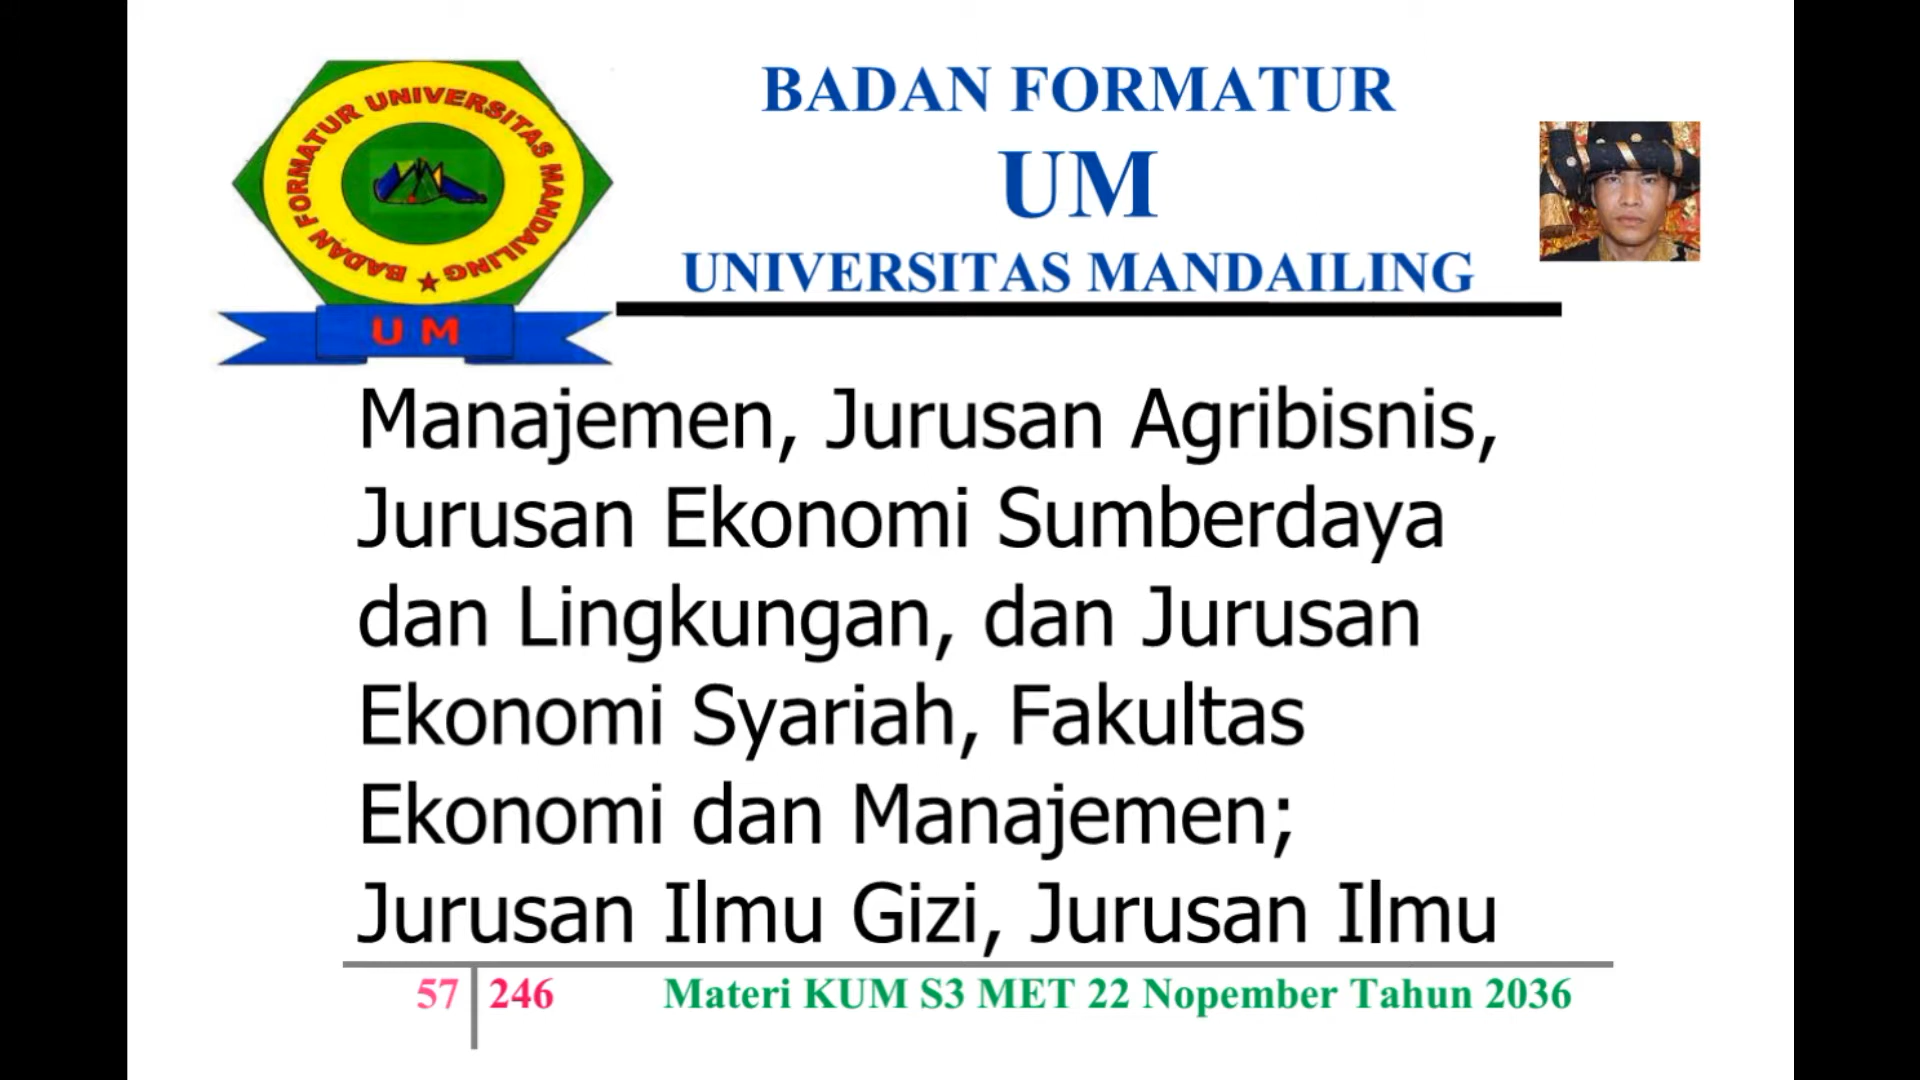 BADAN FORMATUR UNIVERSITAS MANDAILING
U M
BADAN FORMATUR
UM
UNIVERSITAS MANDAILING
Manajemen, Jurusan Agribisnis,
Jurusan Ekonomi Sumberdaya
dan Lingkungan, dan Jurusan
Ekonomi Syariah, Fakultas
Ekonomi dan Manajemen;
Jurusan Ilmu Gizi, Jurusan Ilmu
57 246 Materi KUM S3 MET 22 Nopember Tahun 2036